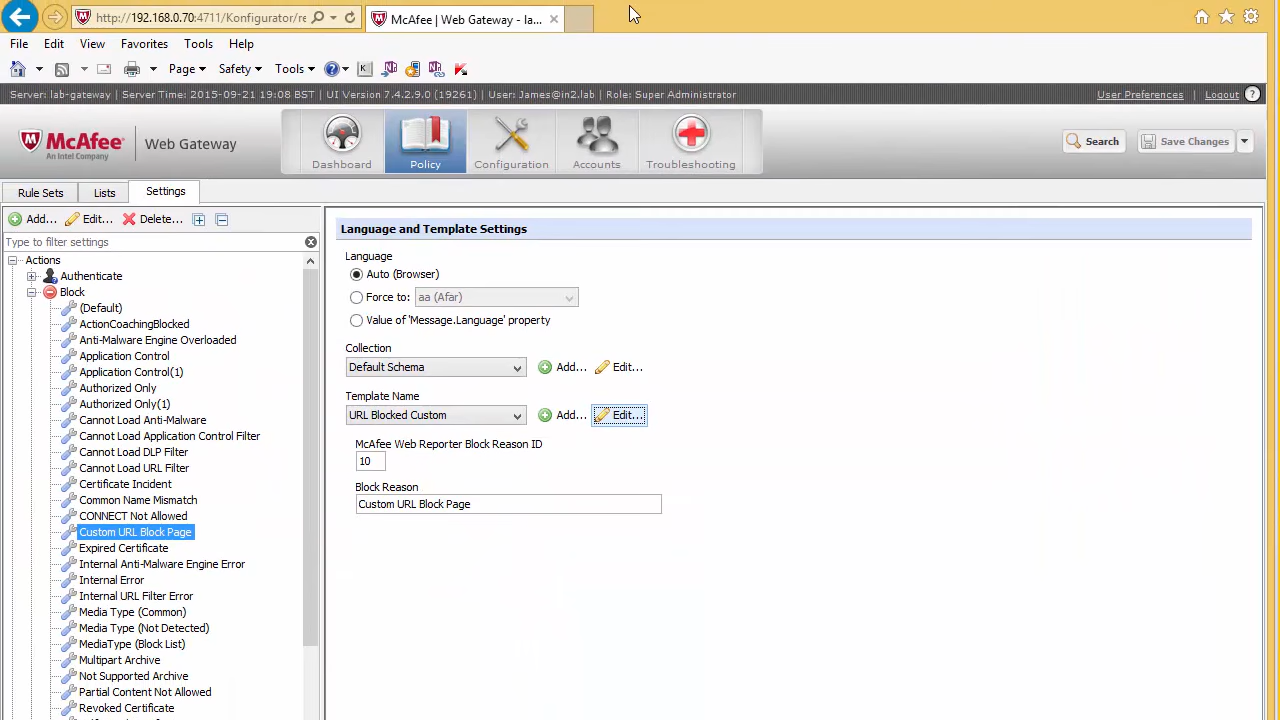 http://192.168.0.70:4711/Konfigurator/re
McAfee | Web Gateway - la...
File Edit View Favorites Tools Help
Page Safety Tools
Server: lab-gateway | Server Time: 2015-09-21 19:08 BST | UI Version 7.4.2.9.0 (19261) | User: James@in2.lab | Role: Super Administrator
User Preferences | Logout ?
McAfee
An Intel Company
Web Gateway
Dashboard
Policy
Configuration
Accounts
Troubleshooting
Search
Save Changes
Rule Sets
Lists
Settings
Add... Edit... Delete...
Type to filter settings
Actions
Authenticate
Block
(Default)
ActionCoachingBlocked
Anti-Malware Engine Overloaded
Application Control
Application Control(1)
Authorized Only
Authorized Only(1)
Cannot Load Anti-Malware
Cannot Load Application Control Filter
Cannot Load DLP Filter
Cannot Load URL Filter
Certificate Incident
Common Name Mismatch
CONNECT Not Allowed
Custom URL Block Page
Expired Certificate
Internal Anti-Malware Engine Error
Internal Error
Internal URL Filter Error
Media Type (Common)
Media Type (Not Detected)
MediaType (Block List)
Multipart Archive
Not Supported Archive
Partial Content Not Allowed
Revoked Certificate
Language and Template Settings
Language
Auto (Browser)
Force to: aa (Afar)
Value of 'Message.Language' property
Collection
Default Schema Add... Edit...
Template Name
URL Blocked Custom Add... Edit...
McAfee Web Reporter Block Reason ID
10
Block Reason
Custom URL Block Page